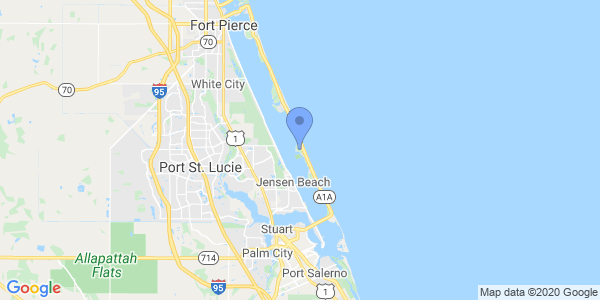 Fort Pierce
70
White City
70
95
1
Port St. Lucie
Jensen Beach
A1A
Stuart
Allapattah
Flats
714
Palm City
Port Salerno
95
1
Google
Map data ©2020 Google